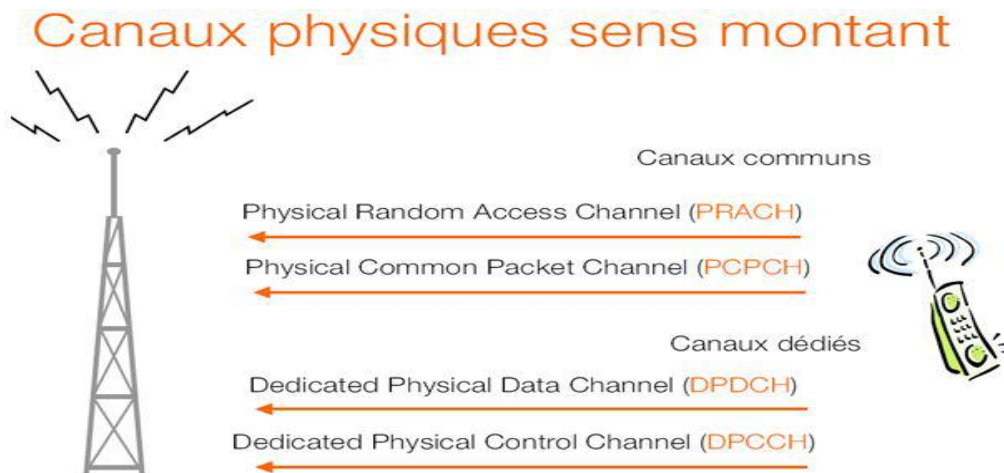 Canaux physiques sens montant
Canaux communs
Physical Random Access Channel (PRACH)
Physical Common Packet Channel (PCPCH)
Canaux dédiés
Dedicated Physical Data Channel (DPDCH)
Dedicated Physical Control Channel (DPCCH)